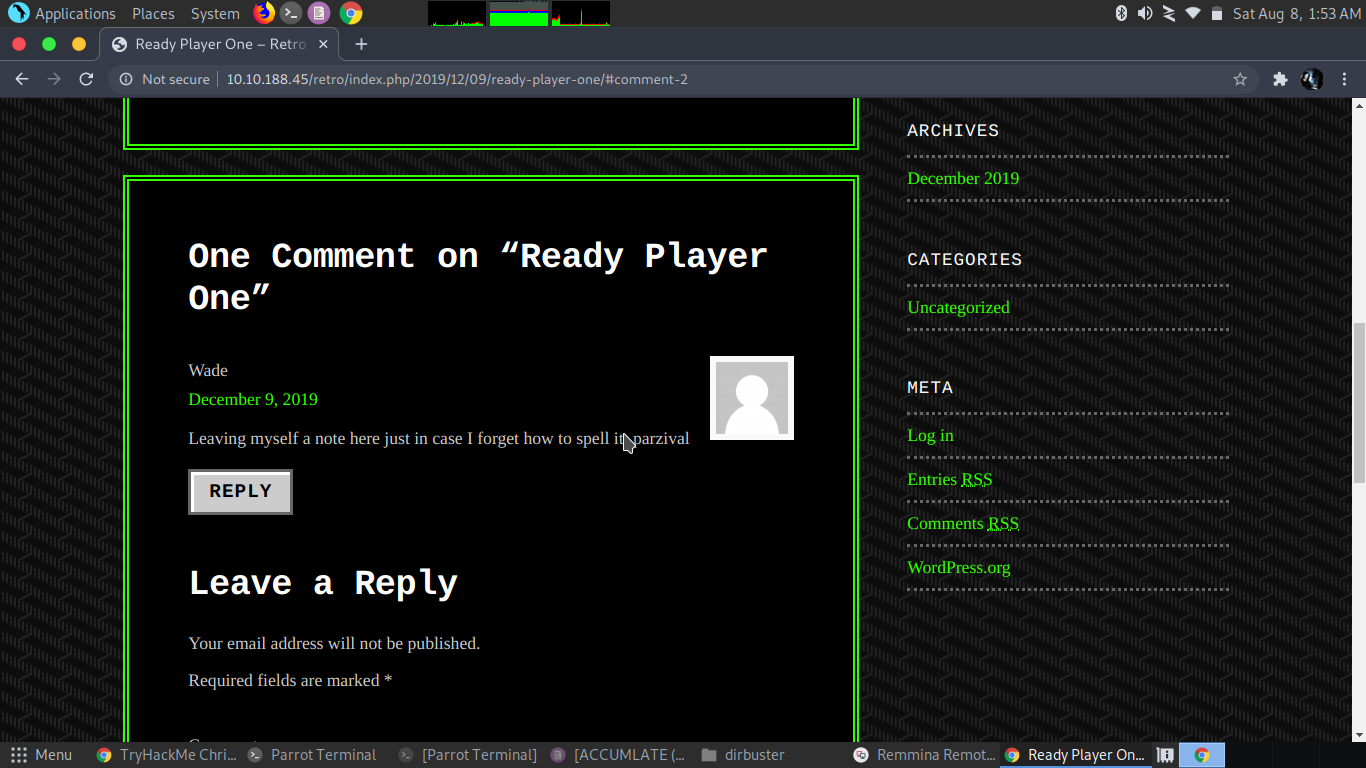 Applications Places System Sat Aug 8, 1:53 AM
Ready Player One – Retro
Not secure 10.10.188.45/retro/index.php/2019/12/09/ready-player-one/#comment-2
One Comment on “Ready Player
One”
Wade
December 9, 2019
Leaving myself a note here just in case I forget how to spell it: parzival
REPLY
Leave a Reply
Your email address will not be published.
Required fields are marked *
ARCHIVES
December 2019
CATEGORIES
Uncategorized
META
Log in
Entries RSS
Comments RSS
WordPress.org
Menu TryHackMe Chri... Parrot Terminal [Parrot Terminal] [ACCUMLATE (... dirbuster Remmina Remot... Ready Player On...